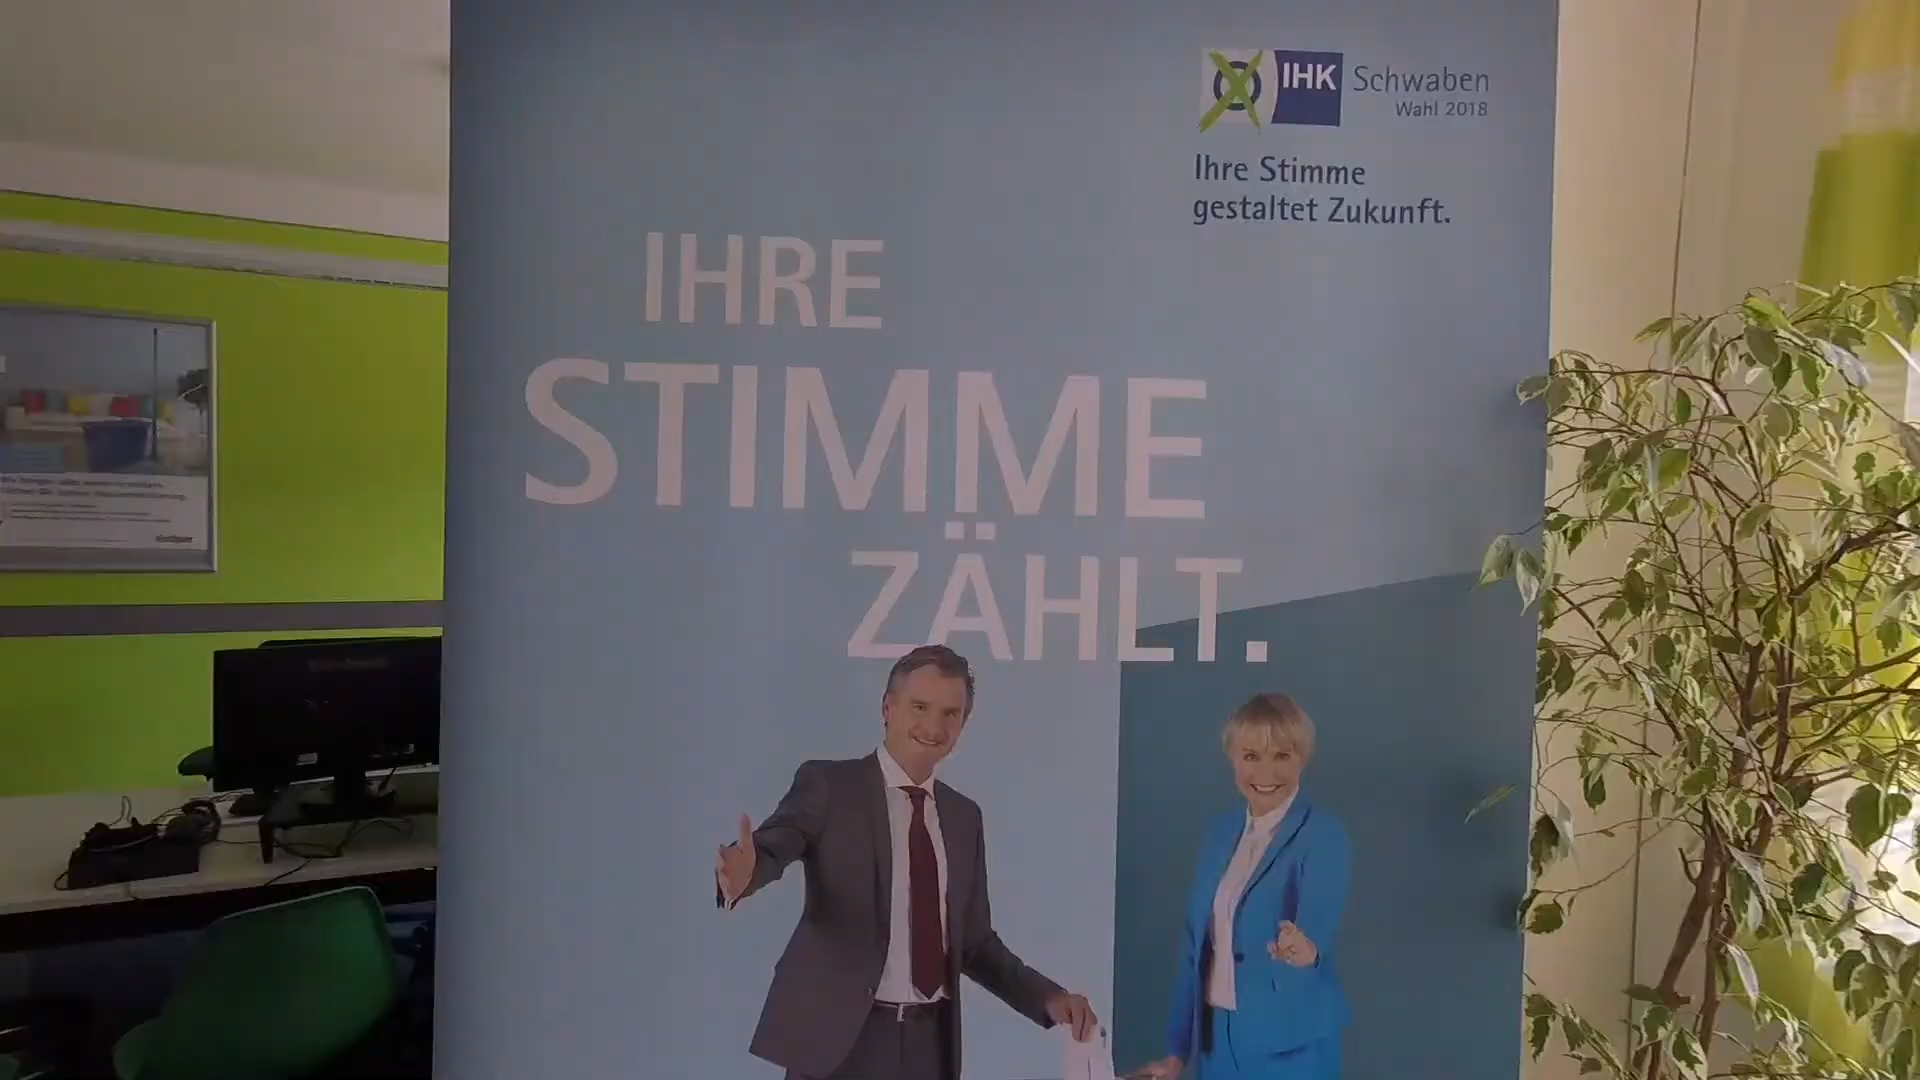 IHK Schwaben
Wahl 2018
Ihre Stimme
gestaltet Zukunft.
IHRE
STIMME
ZÄHLT.